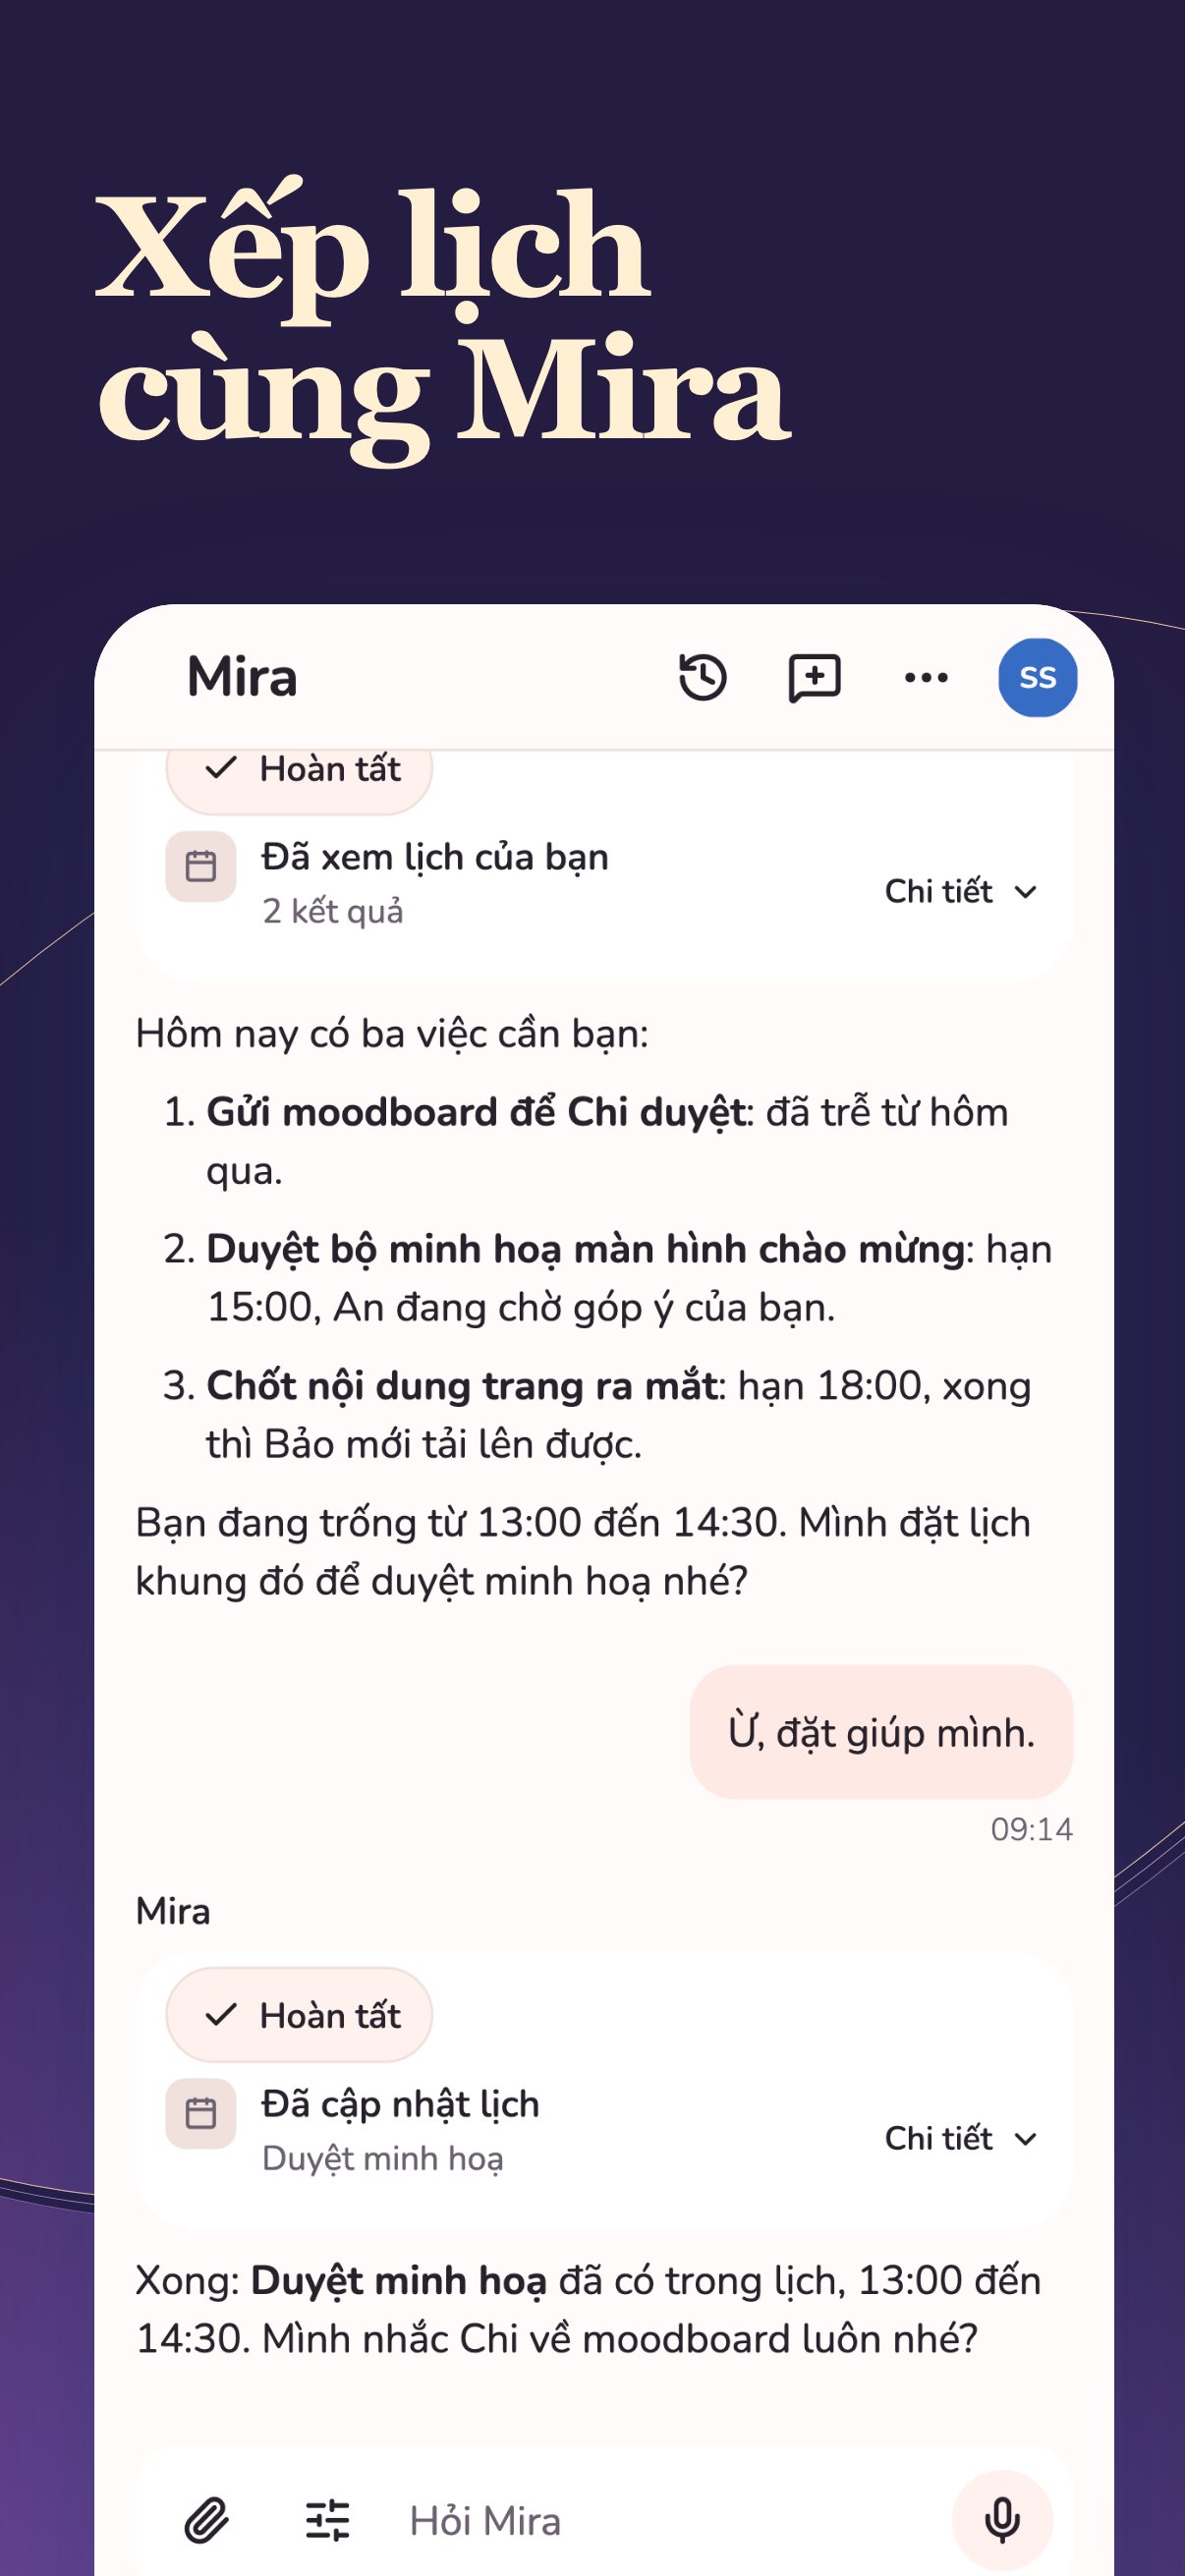 Xếp lịch
cùng Mira
Mira
SS
Hoàn tất
Đã xem lịch của bạn
2 kết quả
Chi tiết
Hôm nay có ba việc cần bạn:
1. Gửi moodboard để Chi duyệt: đã trễ từ hôm
qua.
2. Duyệt bộ minh hoạ màn hình chào mừng: hạn
15:00, An đang chờ góp ý của bạn.
3. Chốt nội dung trang ra mắt: hạn 18:00, xong
thì Bảo mới tải lên được.
Bạn đang trống từ 13:00 đến 14:30. Mình đặt lịch
khung đó để duyệt minh hoạ nhé?
Ừ, đặt giúp mình.
09:14
Mira
Hoàn tất
Đã cập nhật lịch
Duyệt minh hoạ
Chi tiết
Xong: Duyệt minh hoạ đã có trong lịch, 13:00 đến
14:30. Mình nhắc Chi về moodboard luôn nhé?
Hỏi Mira